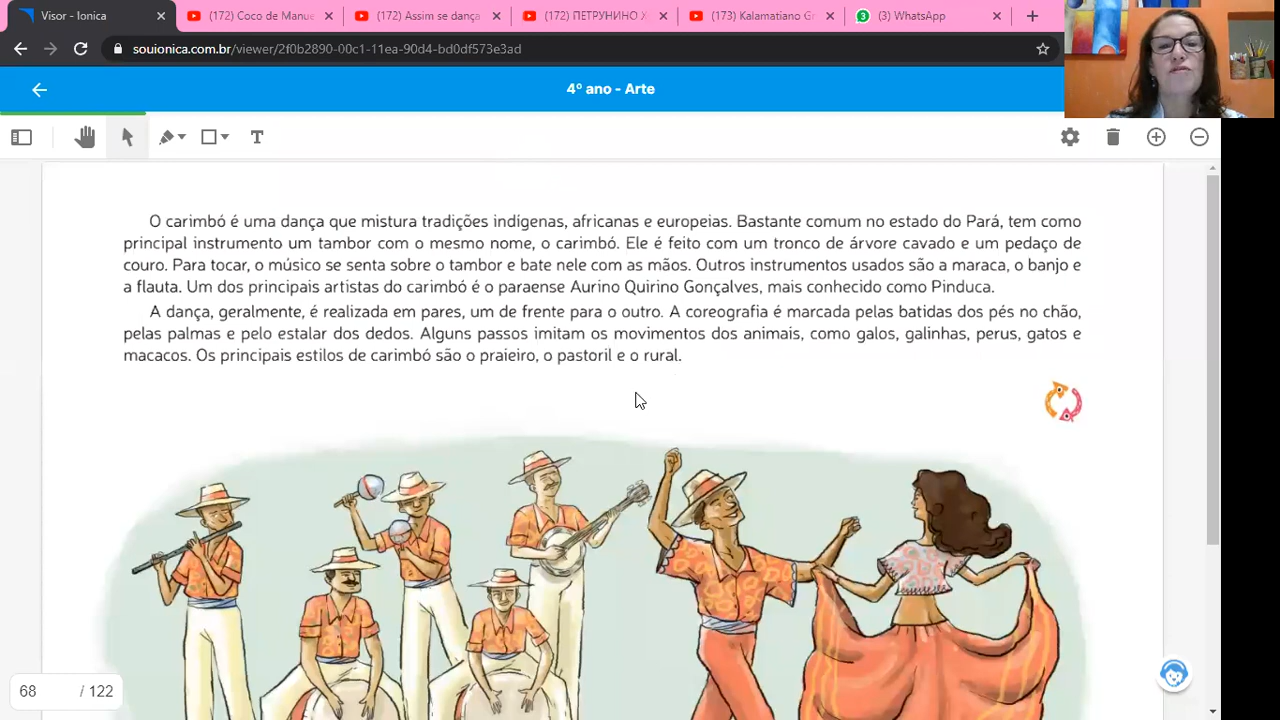 Visor - Ionica
(172) Coco de Manue
(172) Assim se dança
(172) ПЕТРУНИНО Х
(173) Kalamatiano Gr
3
(3) WhatsApp
souionica.com.br/viewer/2f0b2890-00c1-11ea-90d4-bd0df573e3ad
4º ano - Arte
T
O carimbó é uma dança que mistura tradições indígenas, africanas e europeias. Bastante comum no estado do Pará, tem como
principal instrumento um tambor com o mesmo nome, o carimbó. Ele é feito com um tronco de árvore cavado e um pedaço de
couro. Para tocar, o músico se senta sobre o tambor e bate nele com as mãos. Outros instrumentos usados são a maraca, o banjo e
a flauta. Um dos principais artistas do carimbó é o paraense Aurino Quirino Gonçalves, mais conhecido como Pinduca.
A dança, geralmente, é realizada em pares, um de frente para o outro. A coreografia é marcada pelas batidas dos pés no chão,
pelas palmas e pelo estalar dos dedos. Alguns passos imitam os movimentos dos animais, como galos, galinhas, perus, gatos e
macacos. Os principais estilos de carimbó são o praieiro, o pastoril e o rural.
68 / 122